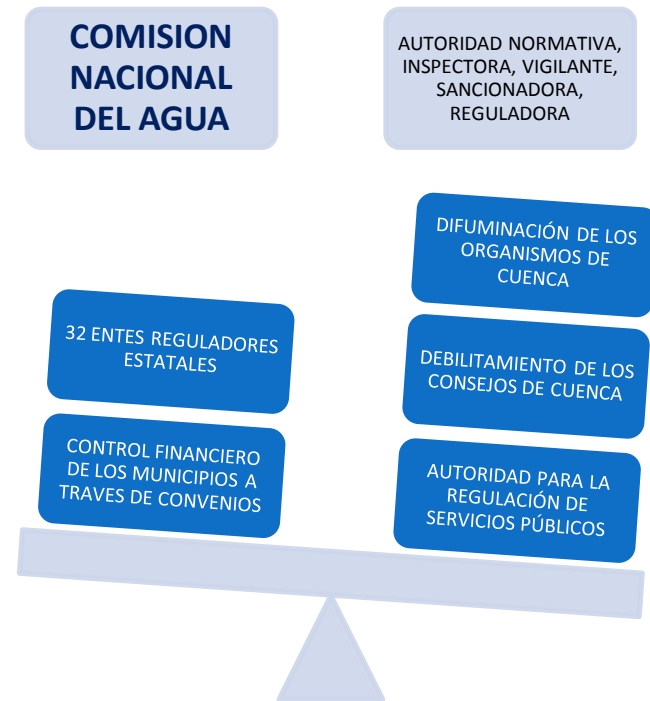 COMISION
NACIONAL
DEL AGUA
AUTORIDAD NORMATIVA,
INSPECTORA, VIGILANTE,
SANCIONADORA,
REGULADORA
32 ENTES REGULADORES
ESTATALES
CONTROL FINANCIERO
DE LOS MUNICIPIOS A
TRAVES DE CONVENIOS
DIFUMINACIÓN DE LOS
ORGANISMOS DE
CUENCA
DEBILITAMIENTO DE LOS
CONSEJOS DE CUENCA
AUTORIDAD PARA LA
REGULACIÓN DE
SERVICIOS PÚBLICOS